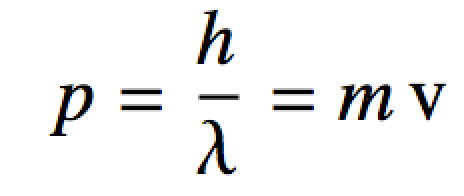 p = h/λ = m v